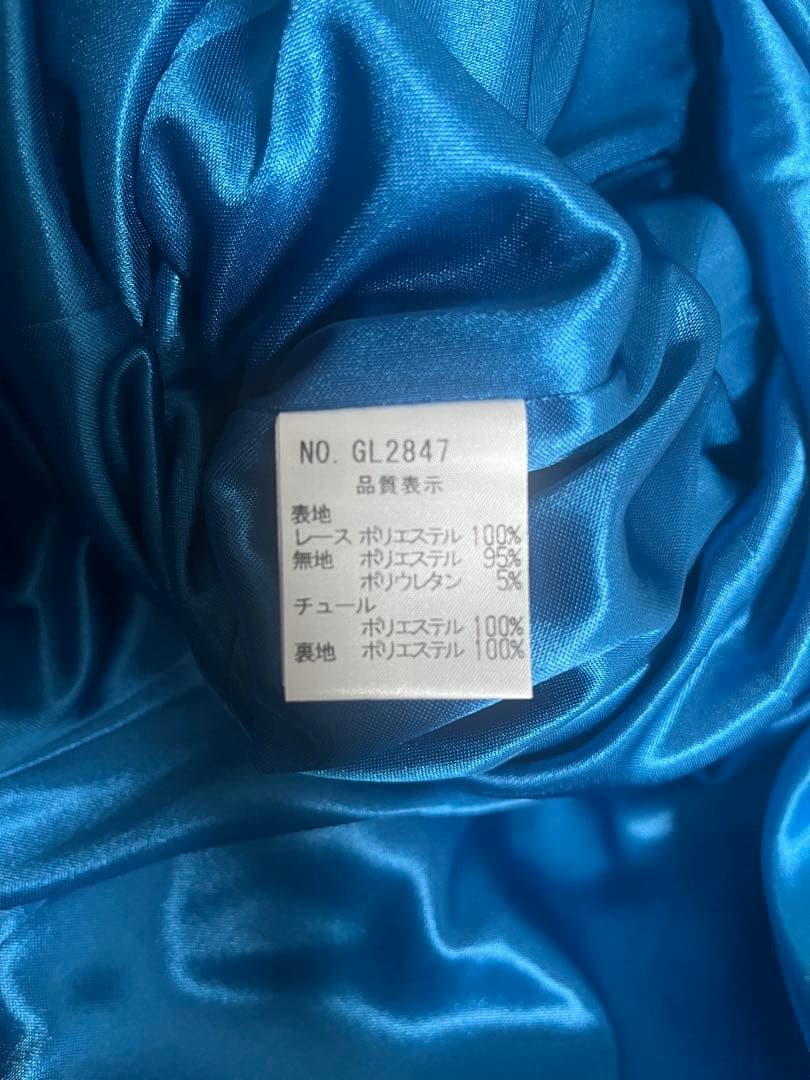 NO. GL2847
品質表示
表地
レース ポリエステル 100%
無地 ポリエステル 95%
ポリウレタン 5%
チュール
ポリエステル 100%
裏地 ポリエステル 100%